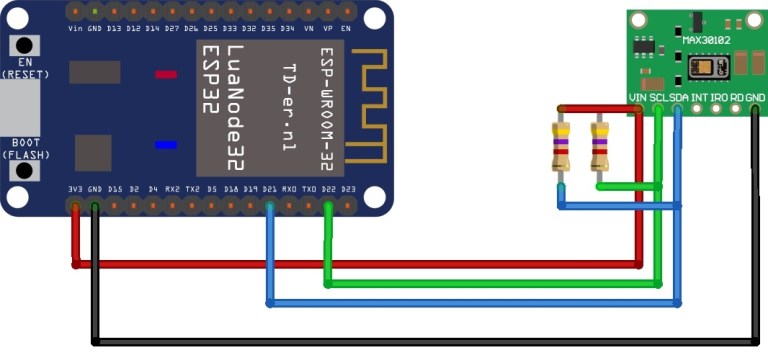 Vin GND D13 D12 D14 D27 D26 D25 D33 D32 D35 D34 VN VP EN
EN
(RESET)
BOOT
(FLASH)
LuaNode32
ESP32
TD-er.nl
ESP-WROOM-32
3V3 GND D15 D2 D4 RX2 TX2 D5 D18 D19 D21 RX0 TX0 D22 D23
MAX30102
VIN SCL SDA INT IRO RD GND